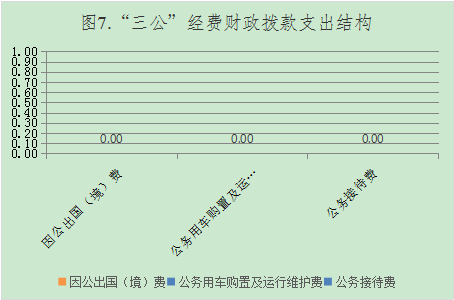 图7.“三公”经费财政拨款支出结构
1.00
0.90
0.80
0.70
0.60
0.50
0.40
0.30
0.20
0.10
0.00
0.00 0.00 0.00
因公出国（境）费
公务用车购置及运…
公务接待费
因公出国（境）费 公务用车购置及运行维护费 公务接待费